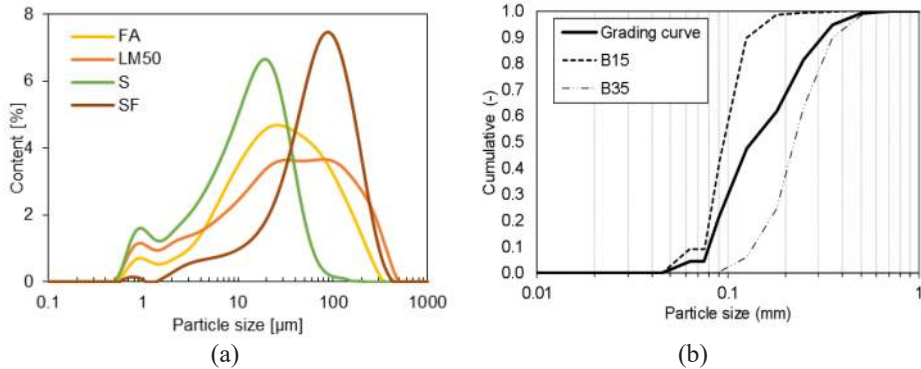 (a)
8%
6
4
2
0
Content [%]
FA
LM50
S
SF
0.1 1 10 100 1000
Particle size [µm]
(a)
(b)
1.0
0.9
0.8
0.7
0.6
0.5
0.4
0.3
0.2
0.1
0.0
Cumulative (-)
Grading curve
B15
B35
0.01 0.1 1
Particle size (mm)
(b)